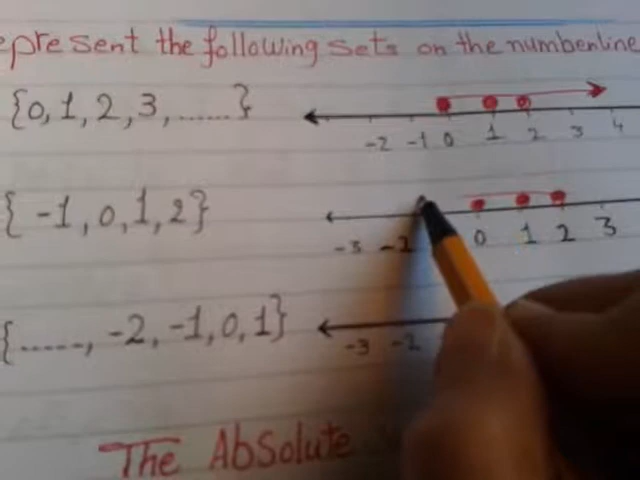 epresent the following sets on the numberline
{0, 1, 2, 3, ......}
-2 -1 0 1 2 3 4
{ -1, 0, 1, 2}
-3 -2 0 1 2 3
{ ....., -2, -1, 0, 1}
-3 -2
The Absolute